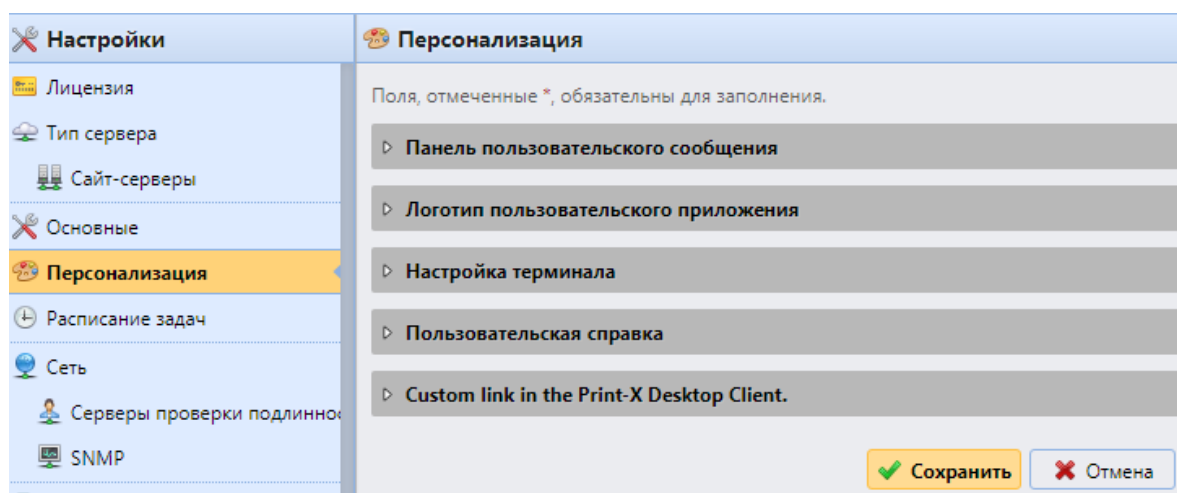 Настройки
Лицензия
Тип сервера
Сайт-серверы
Основные
Персонализация
Расписание задач
Сеть
Серверы проверки подлинно
SNMP
Персонализация
Поля, отмеченные *, обязательны для заполнения.
Панель пользовательского сообщения
Логотип пользовательского приложения
Настройка терминала
Пользовательская справка
Custom link in the Print-X Desktop Client.
Сохранить
Отмена